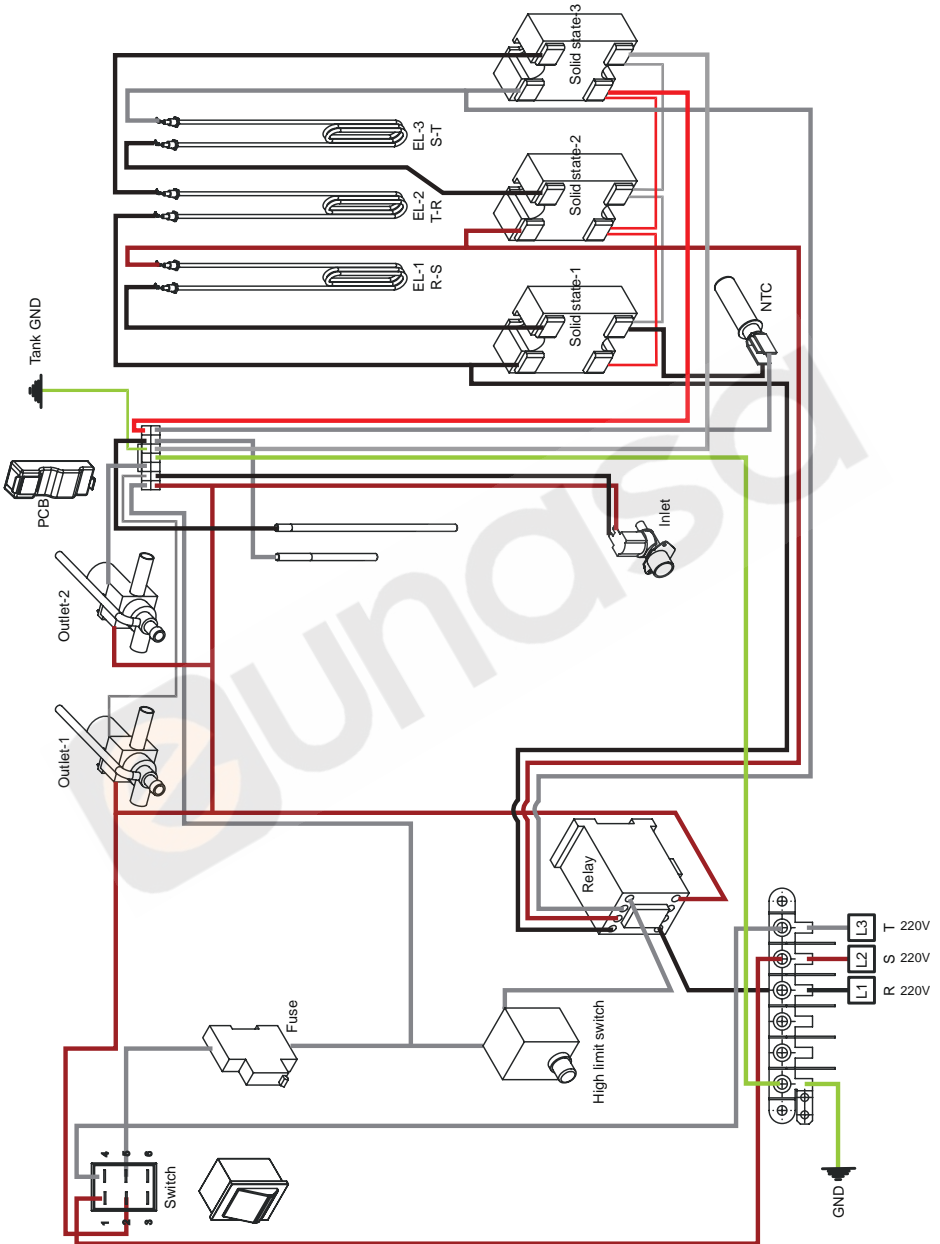 Solid state-3
EL-3
S-T
Solid state-2
EL-2
T-R
EL-1
R-S
Solid state-1
Tank GND
NTC
PCB
Outlet-2
Inlet
Outlet-1
Relay
Fuse
High limit switch
L3 T 220V
L2 S 220V
L1 R 220V
GND
4 5 6
1 2 3
Switch
eunasa